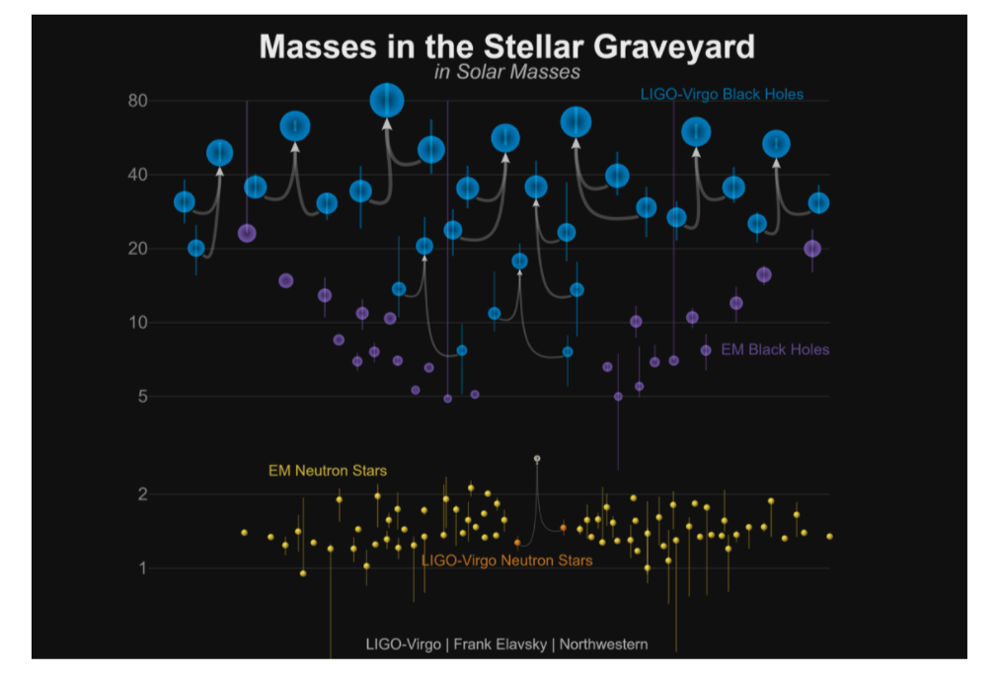 Masses in the Stellar Graveyard
in Solar Masses
LIGO-Virgo Black Holes
80
40
20
10
EM Black Holes
5
EM Neutron Stars
2
LIGO-Virgo Neutron Stars
1
LIGO-Virgo | Frank Elavsky | Northwestern